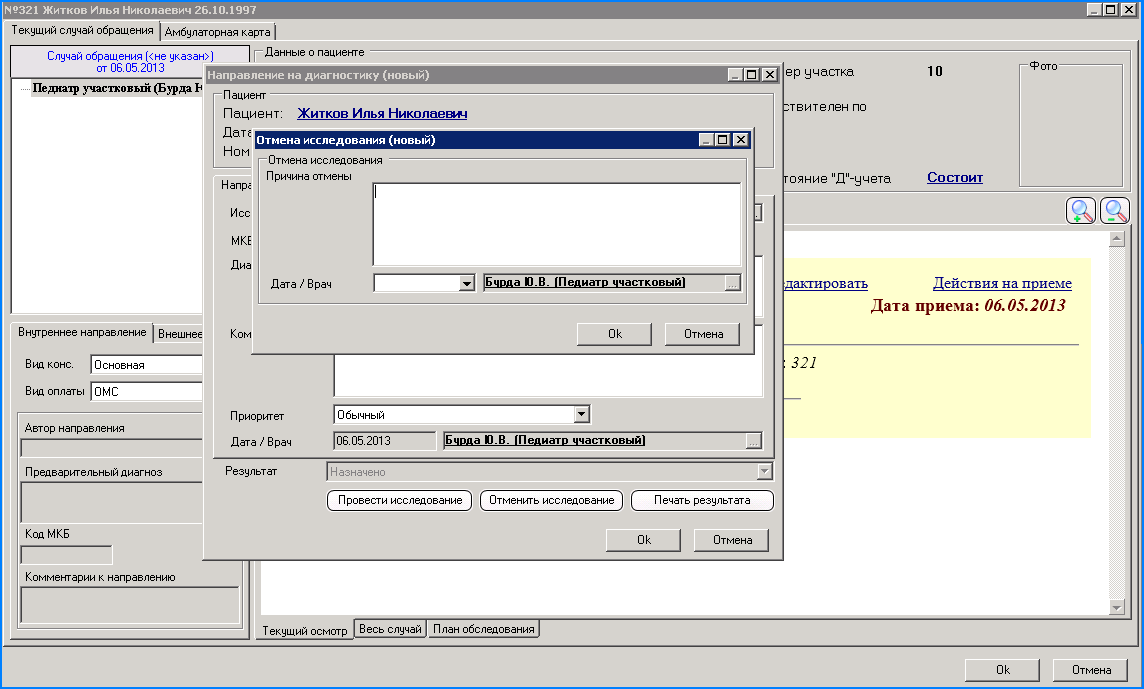 №321 Житков Илья Николаевич 26.10.1997
Текущий случай обращения
Амбулаторная карта
Случай обращения (<не указан>)
от 06.05.2013
Педиатр участковый (Бурда
Данные о пациенте
ер участка
10
ствителен по
тояние "Д"-учета
Состоит
Фото
Направление на диагностику (новый)
Пациент
Пациент: Житков Илья Николаевич
Дата
Ном
Отмена исследования (новый)
Отмена исследования
Причина отмены
Дата / Врач
Бурда Ю.В. (Педиатр участковый)
...
Ok
Отмена
Напра
Исс
МКБ
Диа
Ком
Приоритет
Обычный
Дата / Врач
06.05.2013
Бурда Ю.В. (Педиатр участковый)
...
Результат
Назначено
Провести исследование
Отменить исследование
Печать результата
Ok
Отмена
дактировать
Действия на приеме
Дата приема: 06.05.2013
: 321
Внутреннее направление
Внешнее
Вид конс.
Основная
Вид оплаты
ОМС
Автор направления
Предварительный диагноз
Код МКБ
Комментарии к направлению
Текущий осмотр
Весь случай
План обследования
Ok
Отмена